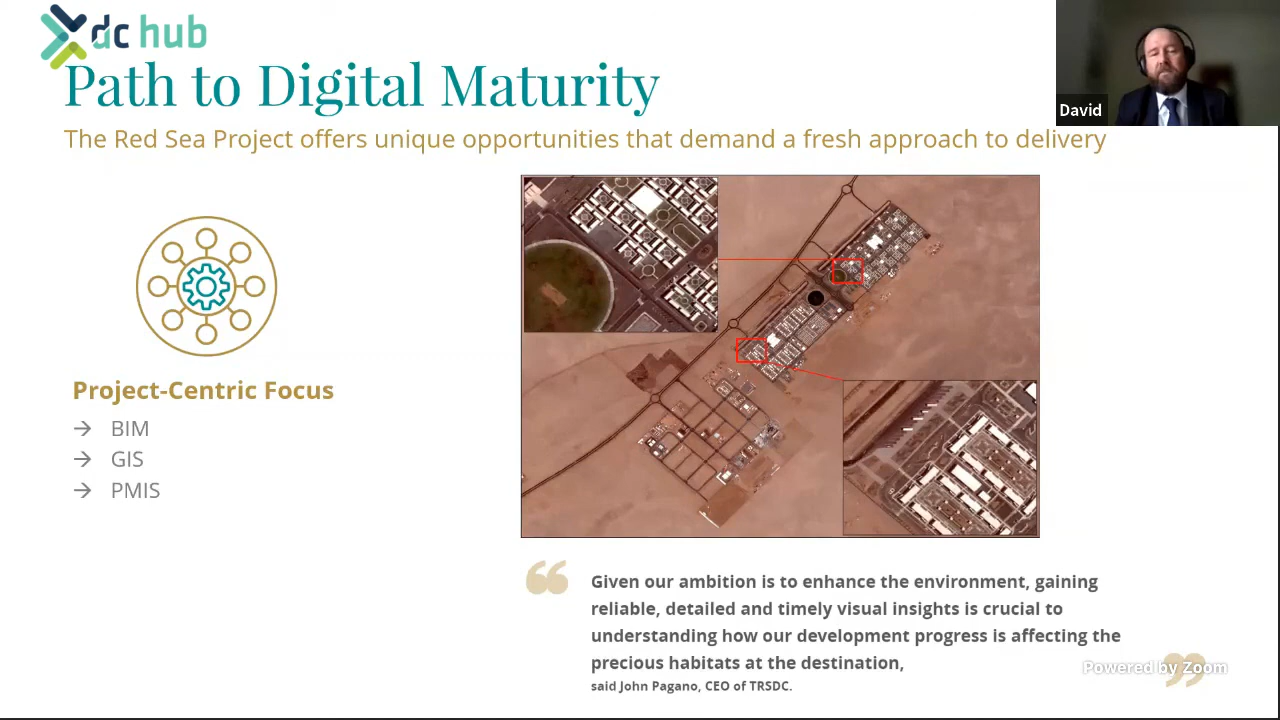 dc hub
Path to Digital Maturity
The Red Sea Project offers unique opportunities that demand a fresh approach to delivery
David
Project-Centric Focus
→ BIM
→ GIS
→ PMIS
“
Given our ambition is to enhance the environment, gaining
reliable, detailed and timely visual insights is crucial to
understanding how our development progress is affecting the
precious habitats at the destination,
”
said John Pagano, CEO of TRSDC.
Powered by Zoom